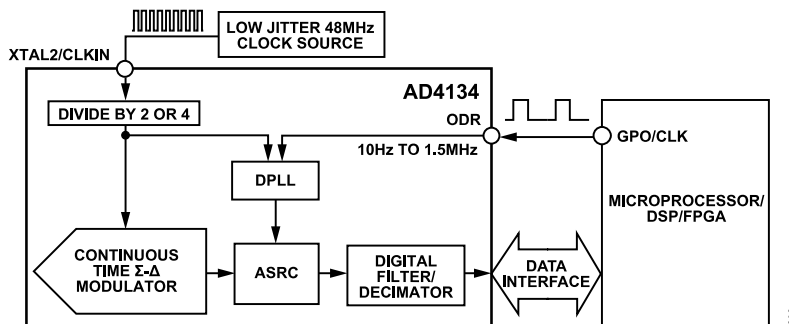 LOW JITTER 48MHz
CLOCK SOURCE
XTAL2/CLKIN
AD4134
DIVIDE BY 2 OR 4
ODR
10Hz TO 1.5MHz
GPO/CLK
DPLL
MICROPROCESSOR/
DSP/FPGA
CONTINUOUS
TIME Σ-Δ
MODULATOR
ASRC
DIGITAL
FILTER/
DECIMATOR
DATA
INTERFACE